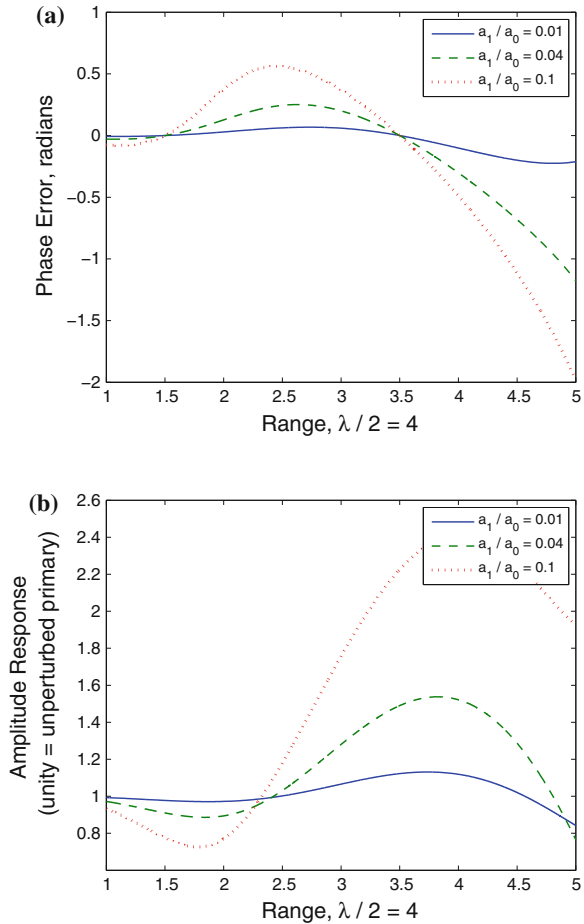 (a)
1
0.5
0
−0.5
−1
−1.5
−2
Phase Error, radians
a1 / a0 = 0.01
a1 / a0 = 0.04
a1 / a0 = 0.1
1 1.5 2 2.5 3 3.5 4 4.5 5
Range, λ / 2 = 4
(b)
2.6
2.4
2.2
2
1.8
1.6
1.4
1.2
1
0.8
Amplitude Response
(unity = unperturbed primary)
a1 / a0 = 0.01
a1 / a0 = 0.04
a1 / a0 = 0.1
1 1.5 2 2.5 3 3.5 4 4.5 5
Range, λ / 2 = 4